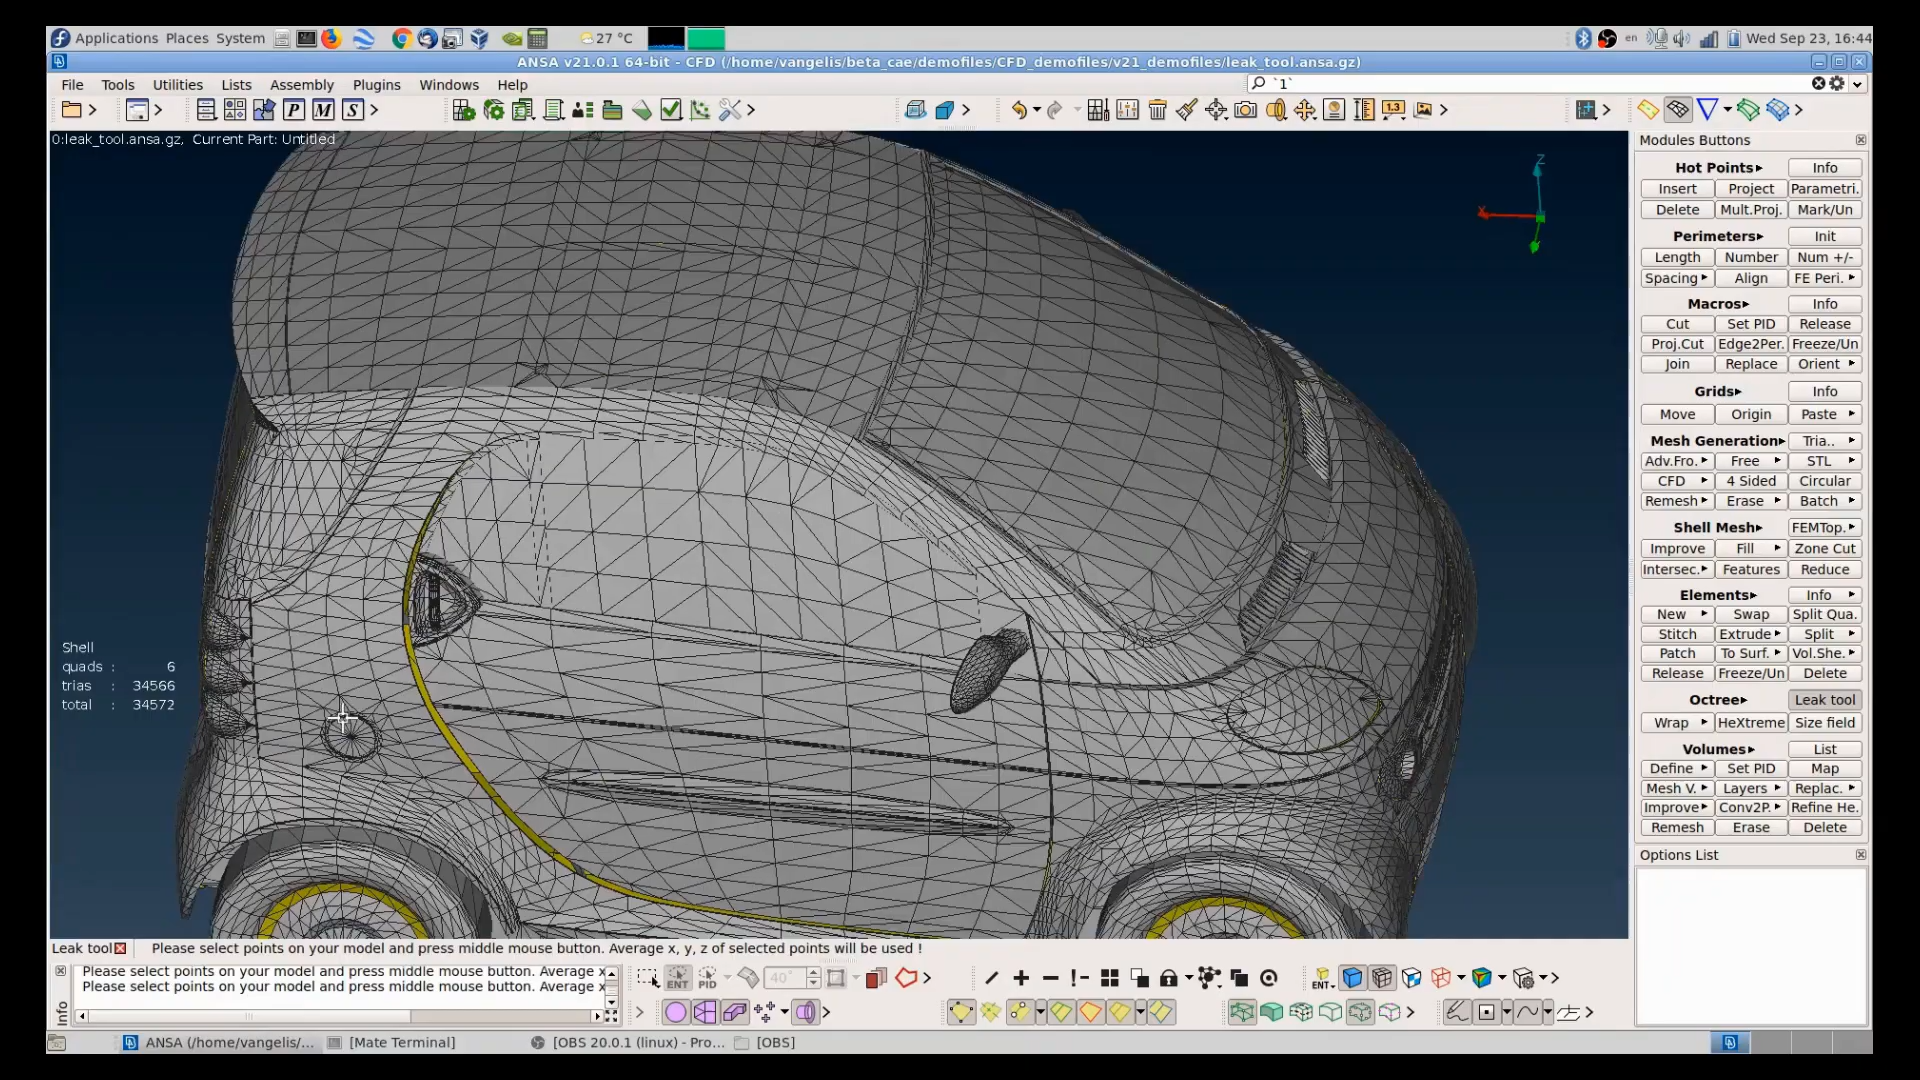 Applications Places System 27 °C en Wed Sep 23, 16:44
ANSA v21.0.1 64-bit - CFD (/home/vangelis/beta_cae/demofiles/CFD_demofiles/v21_demofiles/leak_tool.ansa.gz)
File Tools Utilities Lists Assembly Plugins Windows Help `1`
P M S 1.3
0:leak_tool.ansa.gz, Current Part: Untitled
Z
X
Shell
quads : 6
trias : 34566
total : 34572
Modules Buttons
Hot Points Info
Insert Project Parametri.
Delete Mult.Proj. Mark/Un
Perimeters Init
Length Number Num +/-
Spacing Align FE Peri.
Macros Info
Cut Set PID Release
Proj.Cut Edge2Per. Freeze/Un
Join Replace Orient
Grids Info
Move Origin Paste
Mesh Generation Tria..
Adv.Fro. Free STL
CFD 4 Sided Circular
Remesh Erase Batch
Shell Mesh FEMTop.
Improve Fill Zone Cut
Intersec. Features Reduce
Elements Info
New Swap Split Qua.
Stitch Extrude Split
Patch To Surf. Vol.She.
Release Freeze/Un Delete
Octree Leak tool
Wrap HeXtreme Size field
Volumes List
Define Set PID Map
Mesh V. Layers Replac.
Improve Conv2P. Refine He.
Remesh Erase Delete
Options List
Leak tool Please select points on your model and press middle mouse button. Average x, y, z of selected points will be used !
Please select points on your model and press middle mouse button. Average x
Please select points on your model and press middle mouse button. Average x
Info
ENT PID 40° ENT
ANSA (/home/vangelis/... [Mate Terminal] [OBS 20.0.1 (linux) - Pro... [OBS]